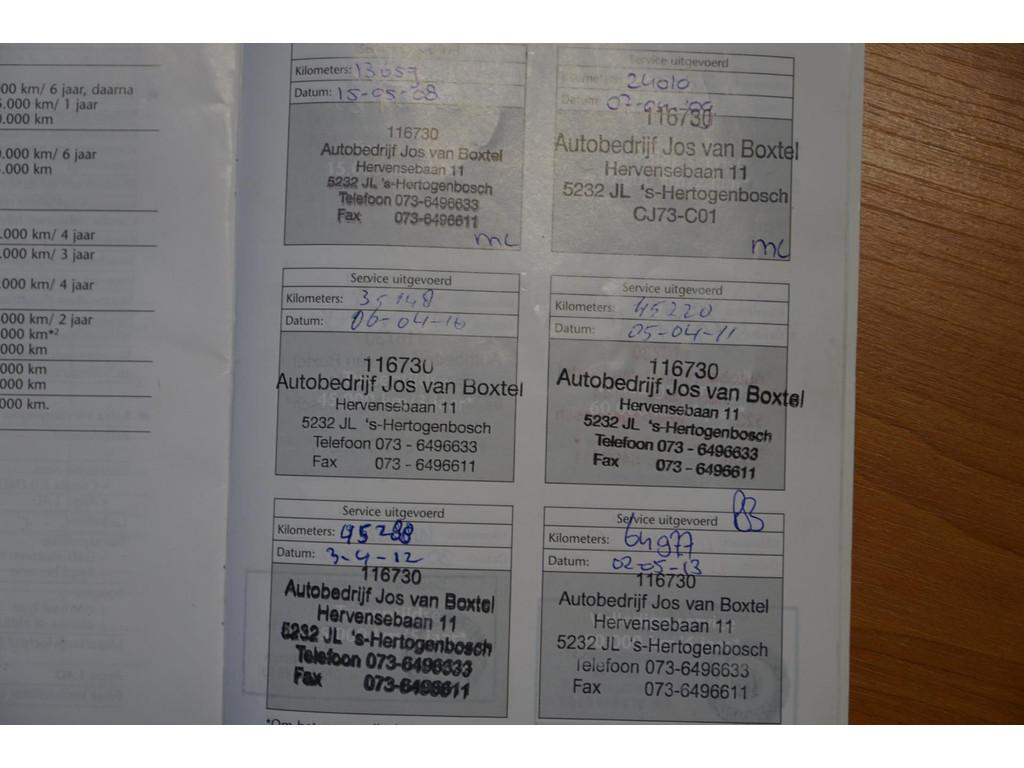 00 km/ 6 jaar, daarna
.000 km/ 1 jaar
.000 km
.000 km/ 6 jaar
.000 km
.000 km/ 4 jaar
.000 km/ 3 jaar
.000 km/ 4 jaar
000 km/ 2 jaar
000 km*2
000 km
000 km
000 km
000 km.
Service uitgevoerd
Kilometers: 13057
Datum: 15-05-08
116730
Autobedrijf Jos van Boxtel
Hervensebaan 11
5232 JL 's-Hertogenbosch
Telefoon 073-6496633
Fax 073-6496611
mc
Service uitgevoerd
Kilometers: 24010
Datum:
116730
Autobedrijf Jos van Boxtel
Hervensebaan 11
5232 JL 's-Hertogenbosch
CJ73-C01
mc
Service uitgevoerd
Kilometers: 35148
Datum: 06-04-10
116730
Autobedrijf Jos van Boxtel
Hervensebaan 11
5232 JL 's-Hertogenbosch
Telefoon 073 - 6496633
Fax 073 - 6496611
Service uitgevoerd
Kilometers: 45220
Datum: 05-04-11
116730
Autobedrijf Jos van Boxtel
Hervensebaan 11
5232 JL 's-Hertogenbosch
Telefoon 073 - 6496633
Fax 073 - 6496611
Service uitgevoerd
Kilometers: 45288
Datum: 3-4-12
116730
Autobedrijf Jos van Boxtel
Hervensebaan 11
5232 JL 's-Hertogenbosch
Telefoon 073-6496633
Fax 073-6496611
Service uitgevoerd
Kilometers: 64977
Datum: 02-05-13
116730
Autobedrijf Jos van Boxtel
Hervensebaan 11
5232 JL 's-Hertogenbosch
Telefoon 073-6496633
Fax 073-6496611